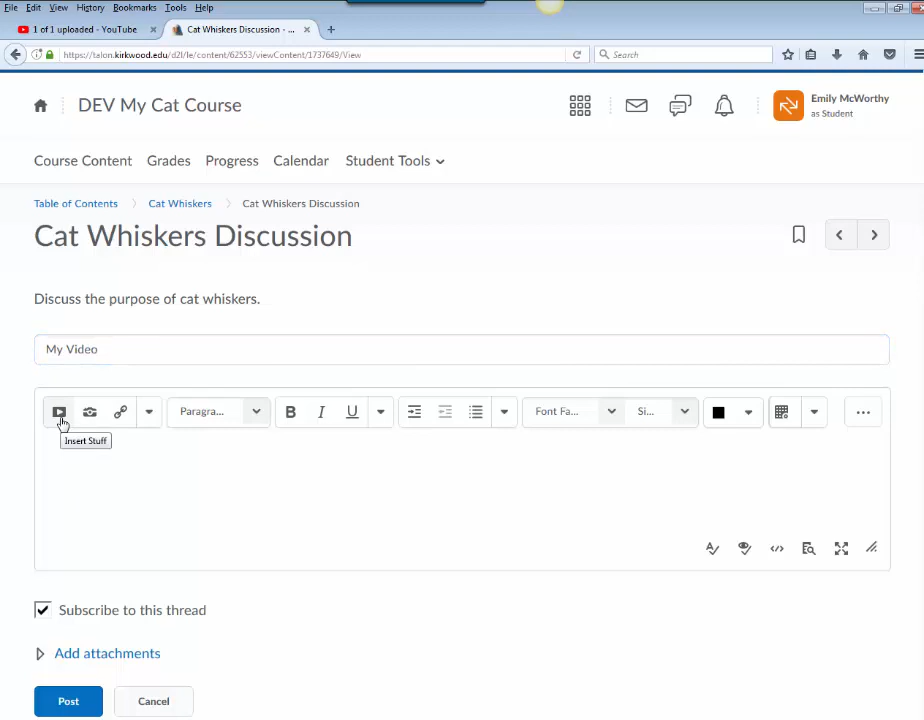 File Edit View History Bookmarks Tools Help
1 of 1 uploaded - YouTube × Cat Whiskers Discussion - ... × +
https://talon.kirkwood.edu/d2l/le/content/62553/viewContent/1737649/View Search
DEV My Cat Course
Emily McWorthy
as Student
Course Content Grades Progress Calendar Student Tools
Table of Contents Cat Whiskers Cat Whiskers Discussion
Cat Whiskers Discussion
Discuss the purpose of cat whiskers.
My Video
Paragra... B I U Font Fa... Si... ...
Insert Stuff
Subscribe to this thread
Add attachments
Post Cancel